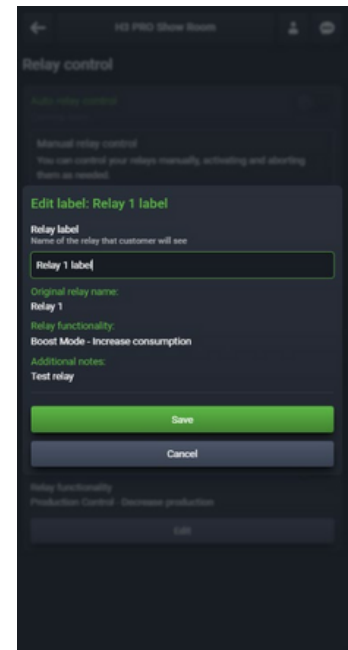 H3 PRO Show Room
Relay control
Auto relay control
Manual relay control
You can control your relays manually, activating and aborting
them as needed.
Edit label: Relay 1 label
Relay label
Name of the relay that customer will see
Relay 1 label
Original relay name:
Relay 1
Relay functionality:
Boost Mode - Increase consumption
Additional notes:
Test relay
Save
Cancel
Relay functionality
Production Control - Decrease production
Edit